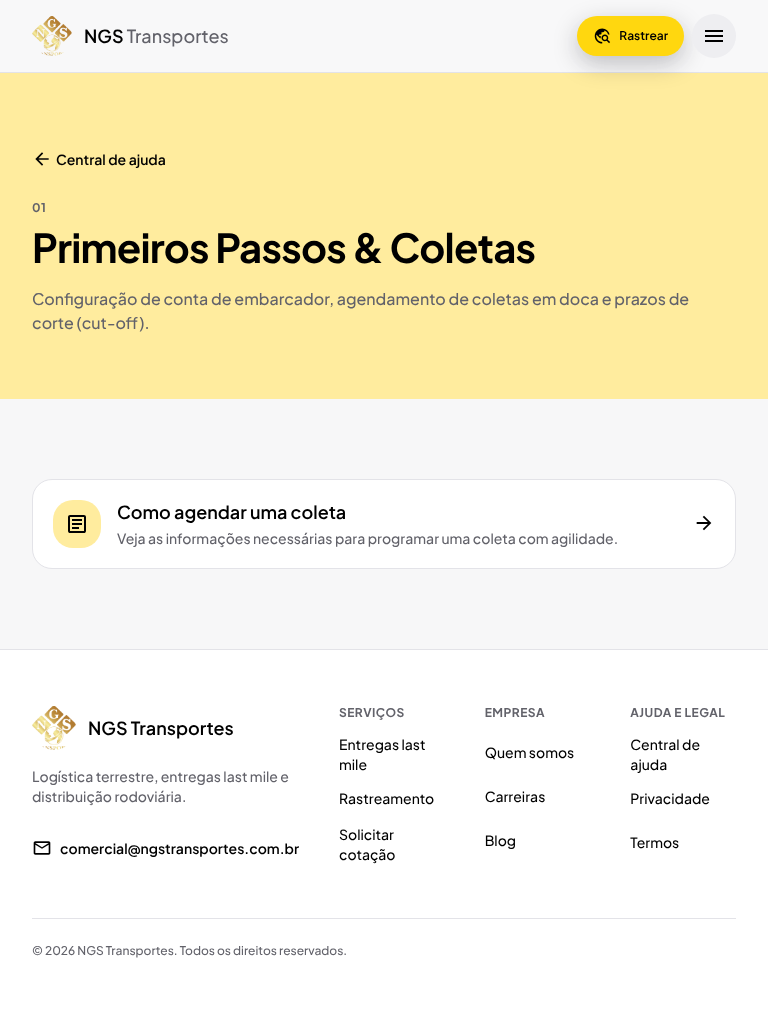 NGS Transportes
Rastrear
Central de ajuda
01
Primeiros Passos & Coletas
Configuração de conta de embarcador, agendamento de coletas em doca e prazos de
corte (cut-off).
Como agendar uma coleta
Veja as informações necessárias para programar uma coleta com agilidade.
NGS Transportes
Logística terrestre, entregas last mile e
distribuição rodoviária.
comercial@ngstransportes.com.br
SERVIÇOS
Entregas last
mile
Rastreamento
Solicitar
cotação
EMPRESA
Quem somos
Carreiras
Blog
AJUDA E LEGAL
Central de
ajuda
Privacidade
Termos
© 2026 NGS Transportes. Todos os direitos reservados.